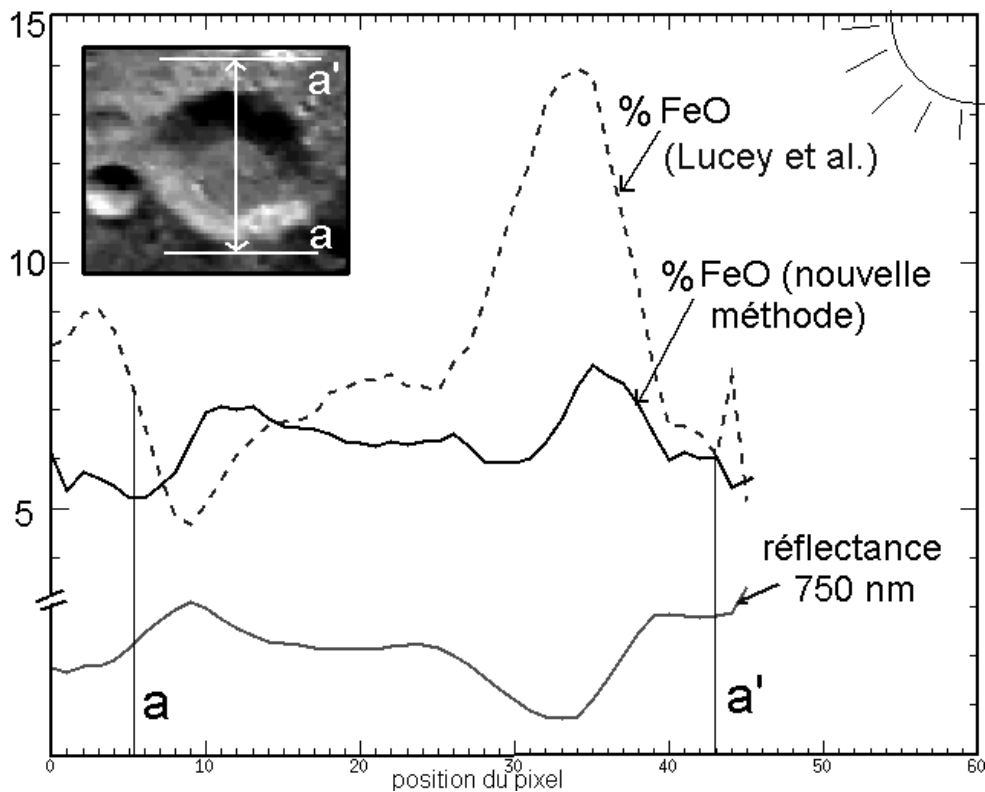 15
10
5
a'
a
% FeO
(Lucey et al.)
% FeO (nouvelle
méthode)
réflectance
750 nm
a
a'
0 10 20 30 40 50 60
position du pixel